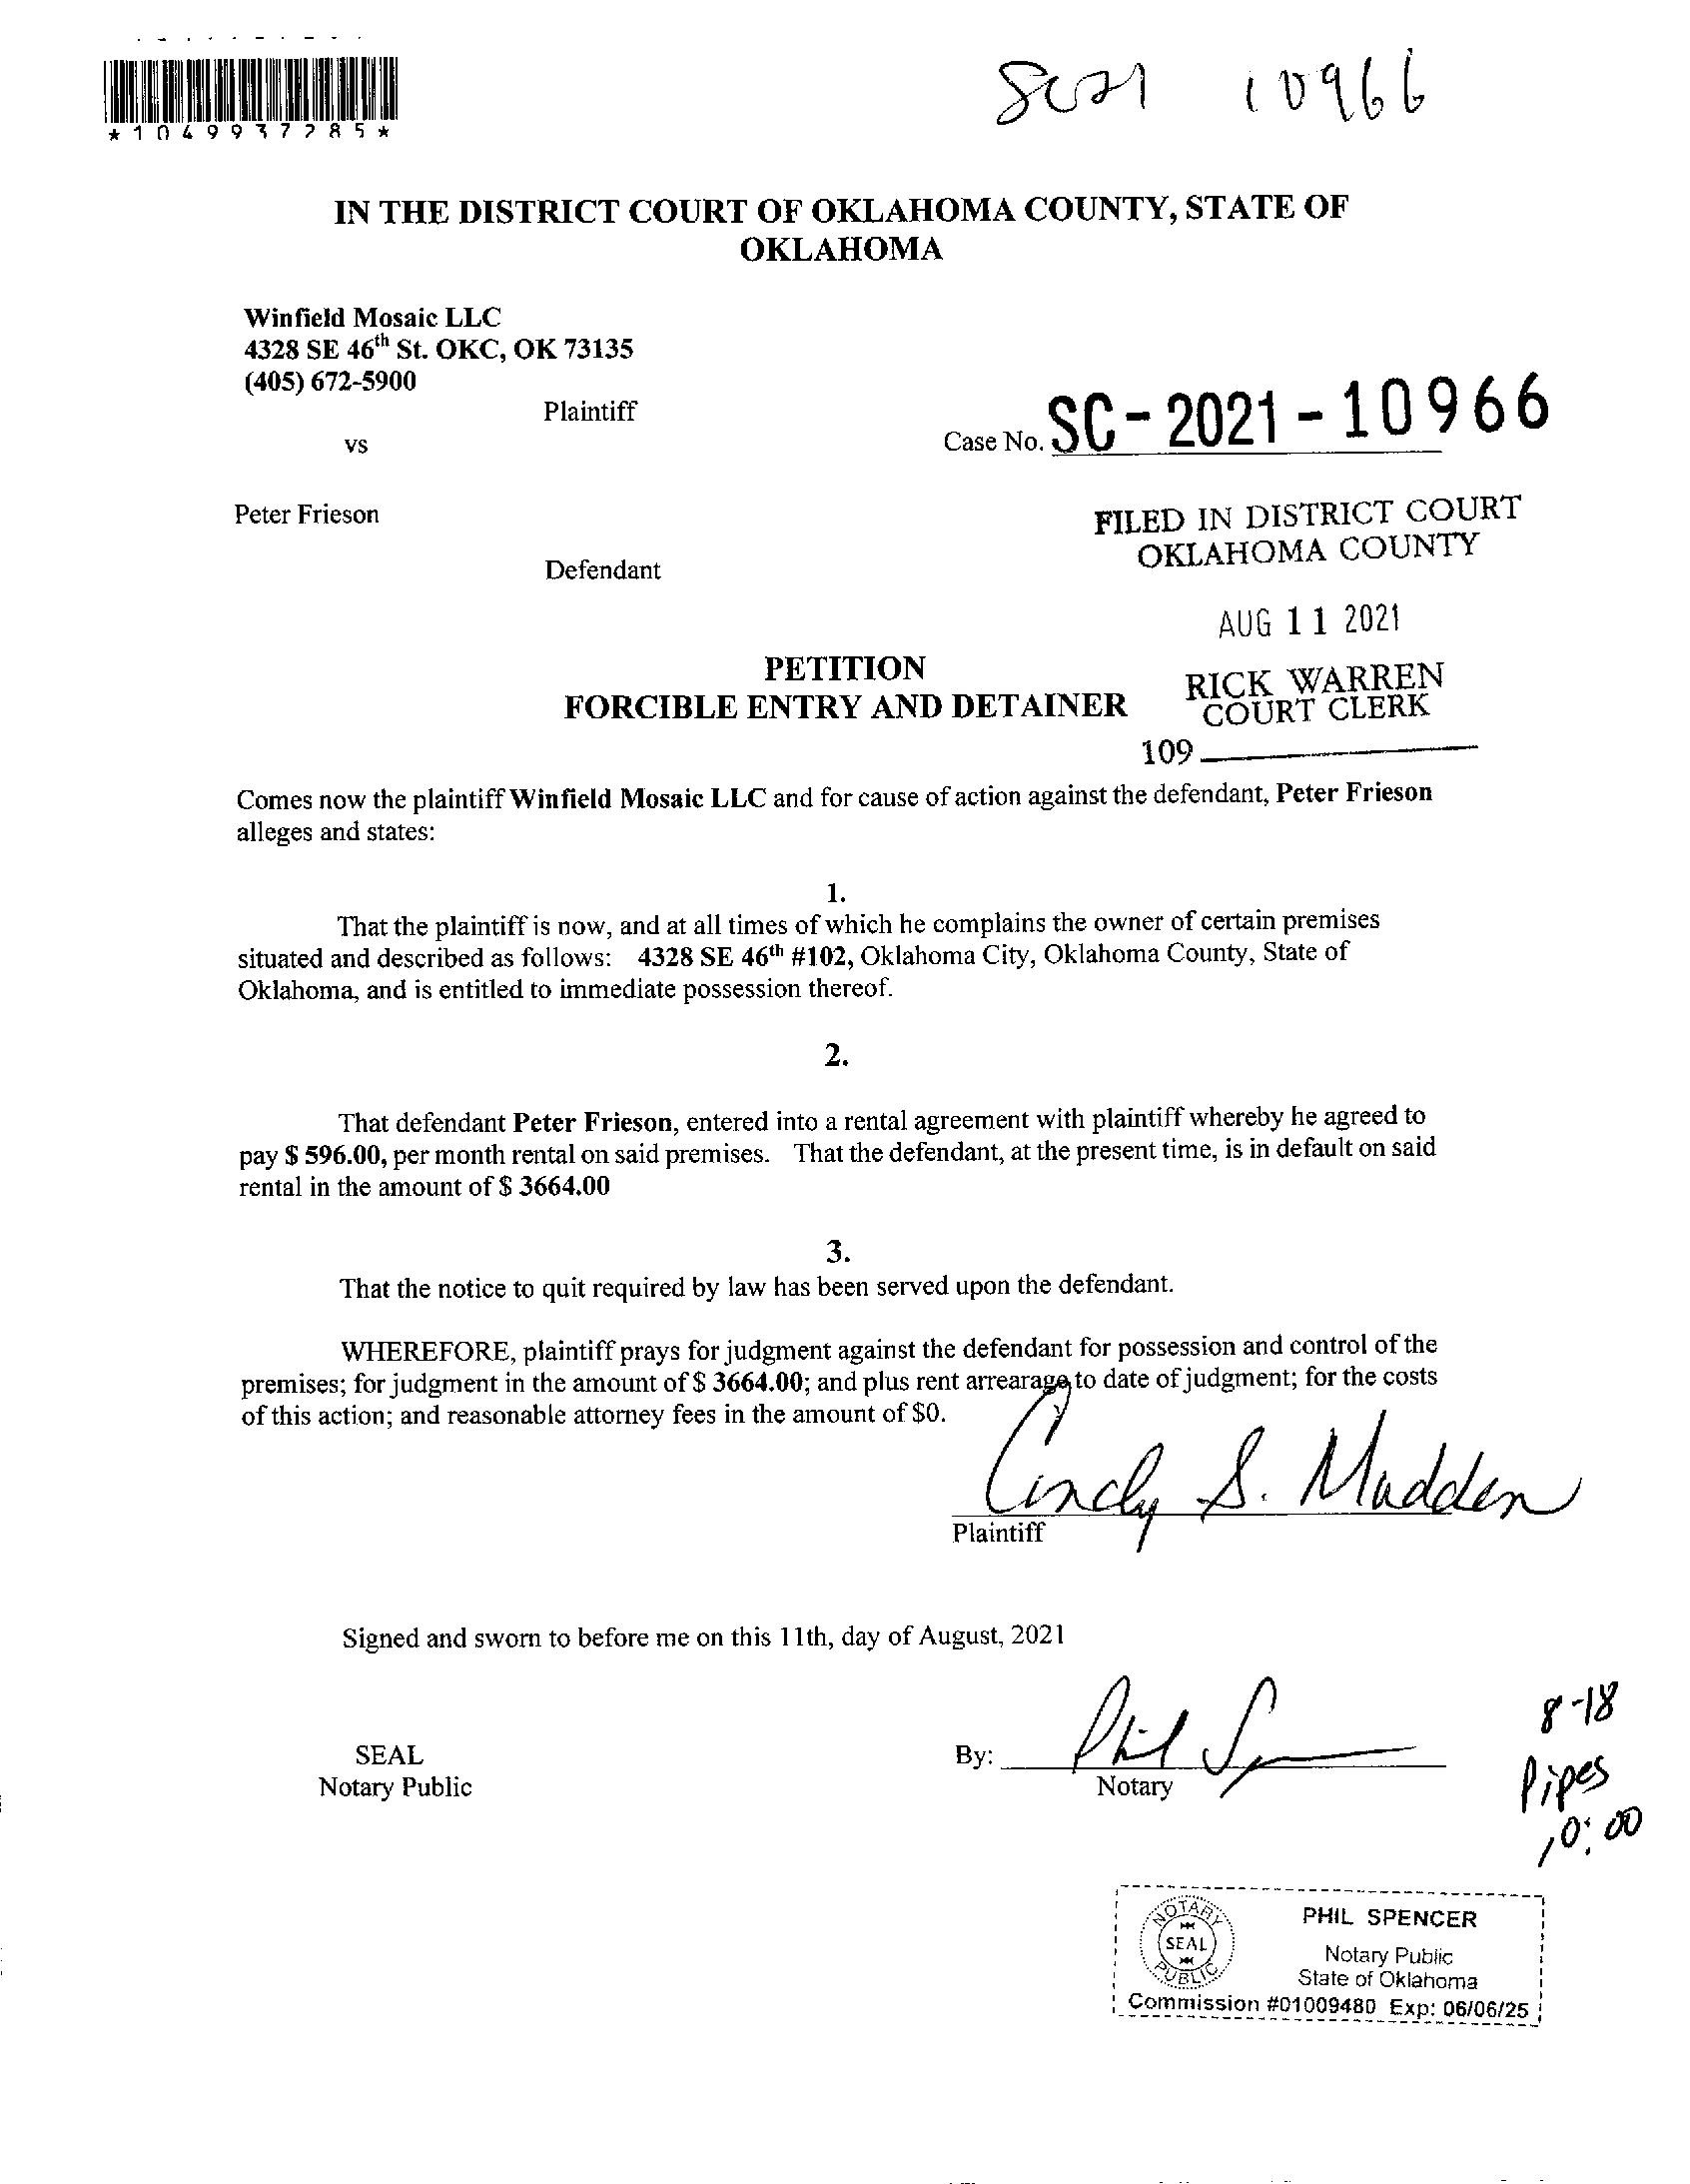 SC21 10966
*1049937285*
IN THE DISTRICT COURT OF OKLAHOMA COUNTY, STATE OF
OKLAHOMA
Winfield Mosaic LLC
4328 SE 46th St. OKC, OK 73135
(405) 672-5900
Plaintiff
vs
Case No. SC-2021-10966
Peter Frieson
Defendant
FILED IN DISTRICT COURT
OKLAHOMA COUNTY
AUG 11 2021
RICK WARREN
COURT CLERK
109
PETITION
FORCIBLE ENTRY AND DETAINER
Comes now the plaintiff Winfield Mosaic LLC and for cause of action against the defendant, Peter Frieson
alleges and states:
1.
That the plaintiff is now, and at all times of which he complains the owner of certain premises
situated and described as follows: 4328 SE 46th #102, Oklahoma City, Oklahoma County, State of
Oklahoma, and is entitled to immediate possession thereof.
2.
That defendant Peter Frieson, entered into a rental agreement with plaintiff whereby he agreed to
pay $ 596.00, per month rental on said premises. That the defendant, at the present time, is in default on said
rental in the amount of $ 3664.00
3.
That the notice to quit required by law has been served upon the defendant.
WHEREFORE, plaintiff prays for judgment against the defendant for possession and control of the
premises; for judgment in the amount of $ 3664.00; and plus rent arrearage to date of judgment; for the costs
of this action; and reasonable attorney fees in the amount of $0.
Cindy S. Madden
Plaintiff
Signed and sworn to before me on this 11th, day of August, 2021
SEAL
Notary Public
By: Phil
Notary
8-18
Pipes
10:00
NOTARY
SEAL
PUBLIC
PHIL SPENCER
Notary Public
State of Oklahoma
Commission #01009480 Exp: 06/06/25